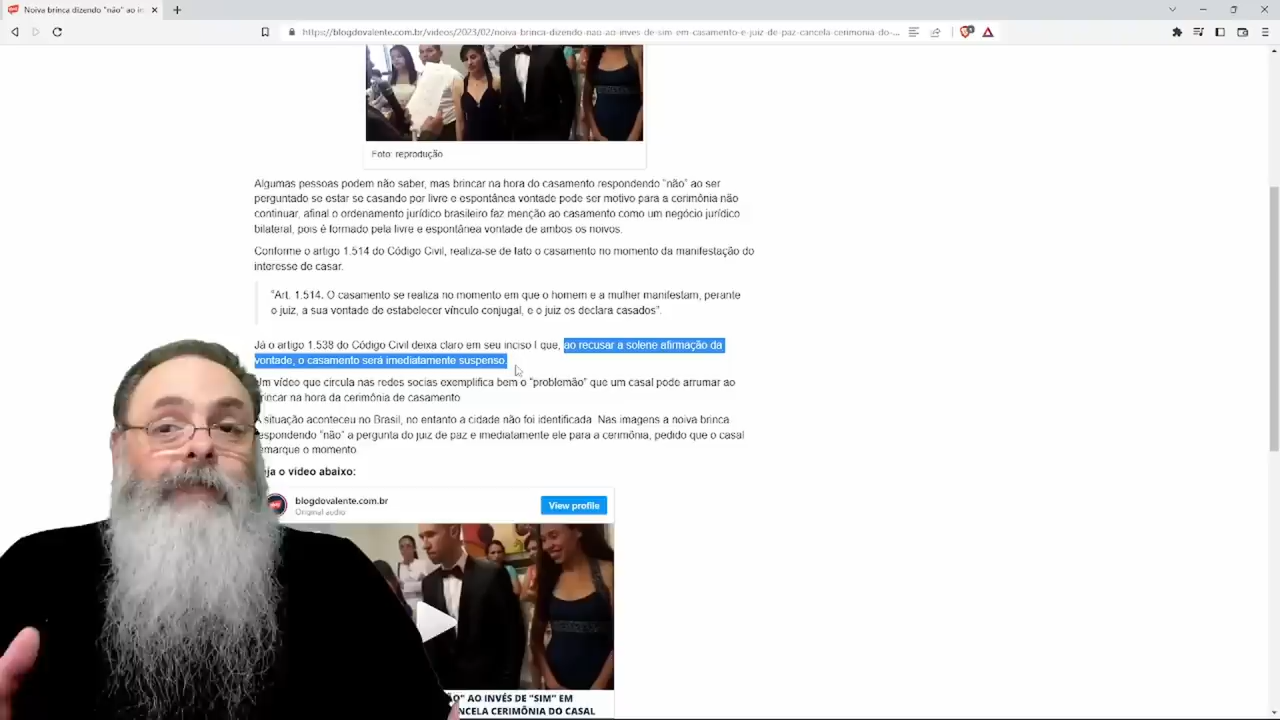 Noiva brinca dizendo "não" ao in
https://blogdovalente.com.br/videos/2023/02/noiva-brinca-dizendo-nao-ao-inves-de-sim-em-casamento-e-juiz-de-paz-cancela-cerimonia-do-...
Foto: reprodução
Algumas pessoas podem não saber, mas brincar na hora do casamento respondendo “não” ao ser
perguntado se estar se casando por livre e espontânea vontade pode ser motivo para a cerimônia não
continuar, afinal o ordenamento jurídico brasileiro faz menção ao casamento como um negócio jurídico
bilateral, pois é formado pela livre e espontânea vontade de ambos os noivos.
Conforme o artigo 1.514 do Código Civil, realiza-se de fato o casamento no momento da manifestação do
interesse de casar.
“Art. 1.514. O casamento se realiza no momento em que o homem e a mulher manifestam, perante
o juiz, a sua vontade de estabelecer vínculo conjugal, e o juiz os declara casados”.
Já o artigo 1.538 do Código Civil deixa claro em seu inciso I que, ao recusar a solene afirmação da
vontade, o casamento será imediatamente suspenso.
Um vídeo que circula nas redes socias exemplifica bem o “problemão” que um casal pode arrumar ao
brincar na hora da cerimônia de casamento
A situação aconteceu no Brasil, no entanto a cidade não foi identificada. Nas imagens a noiva brinca
respondendo “não” a pergunta do juiz de paz e imediatamente ele para a cerimônia, pedido que o casal
remarque o momento
ja o vídeo abaixo:
blogdovalente.com.br
Original audio
View profile
ÃO" AO INVÉS DE "SIM" EM
NCELA CERIMÔNIA DO CASAL